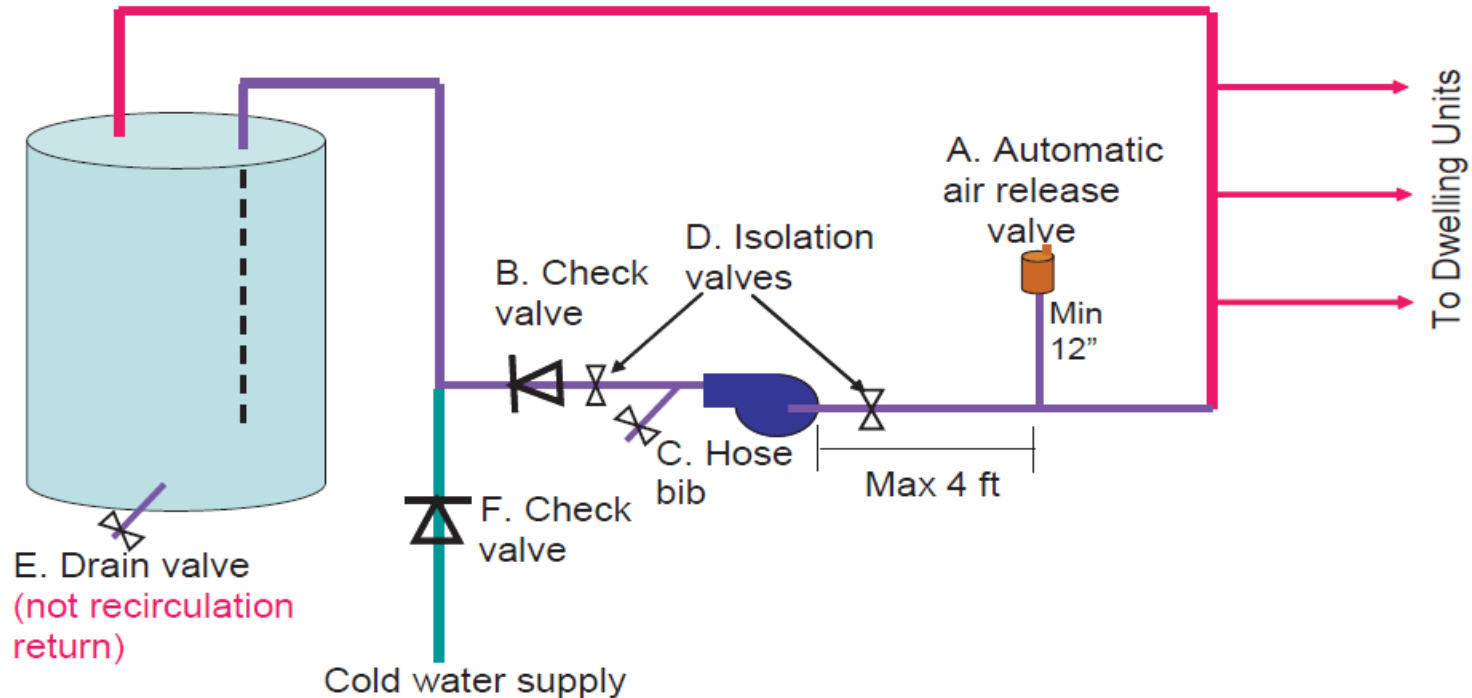 A. Automatic
air release
valve
D. Isolation
valves
B. Check
valve
Min
12”
To Dwelling Units
C. Hose
bib
Max 4 ft
F. Check
valve
E. Drain valve
(not recirculation
return)
Cold water supply